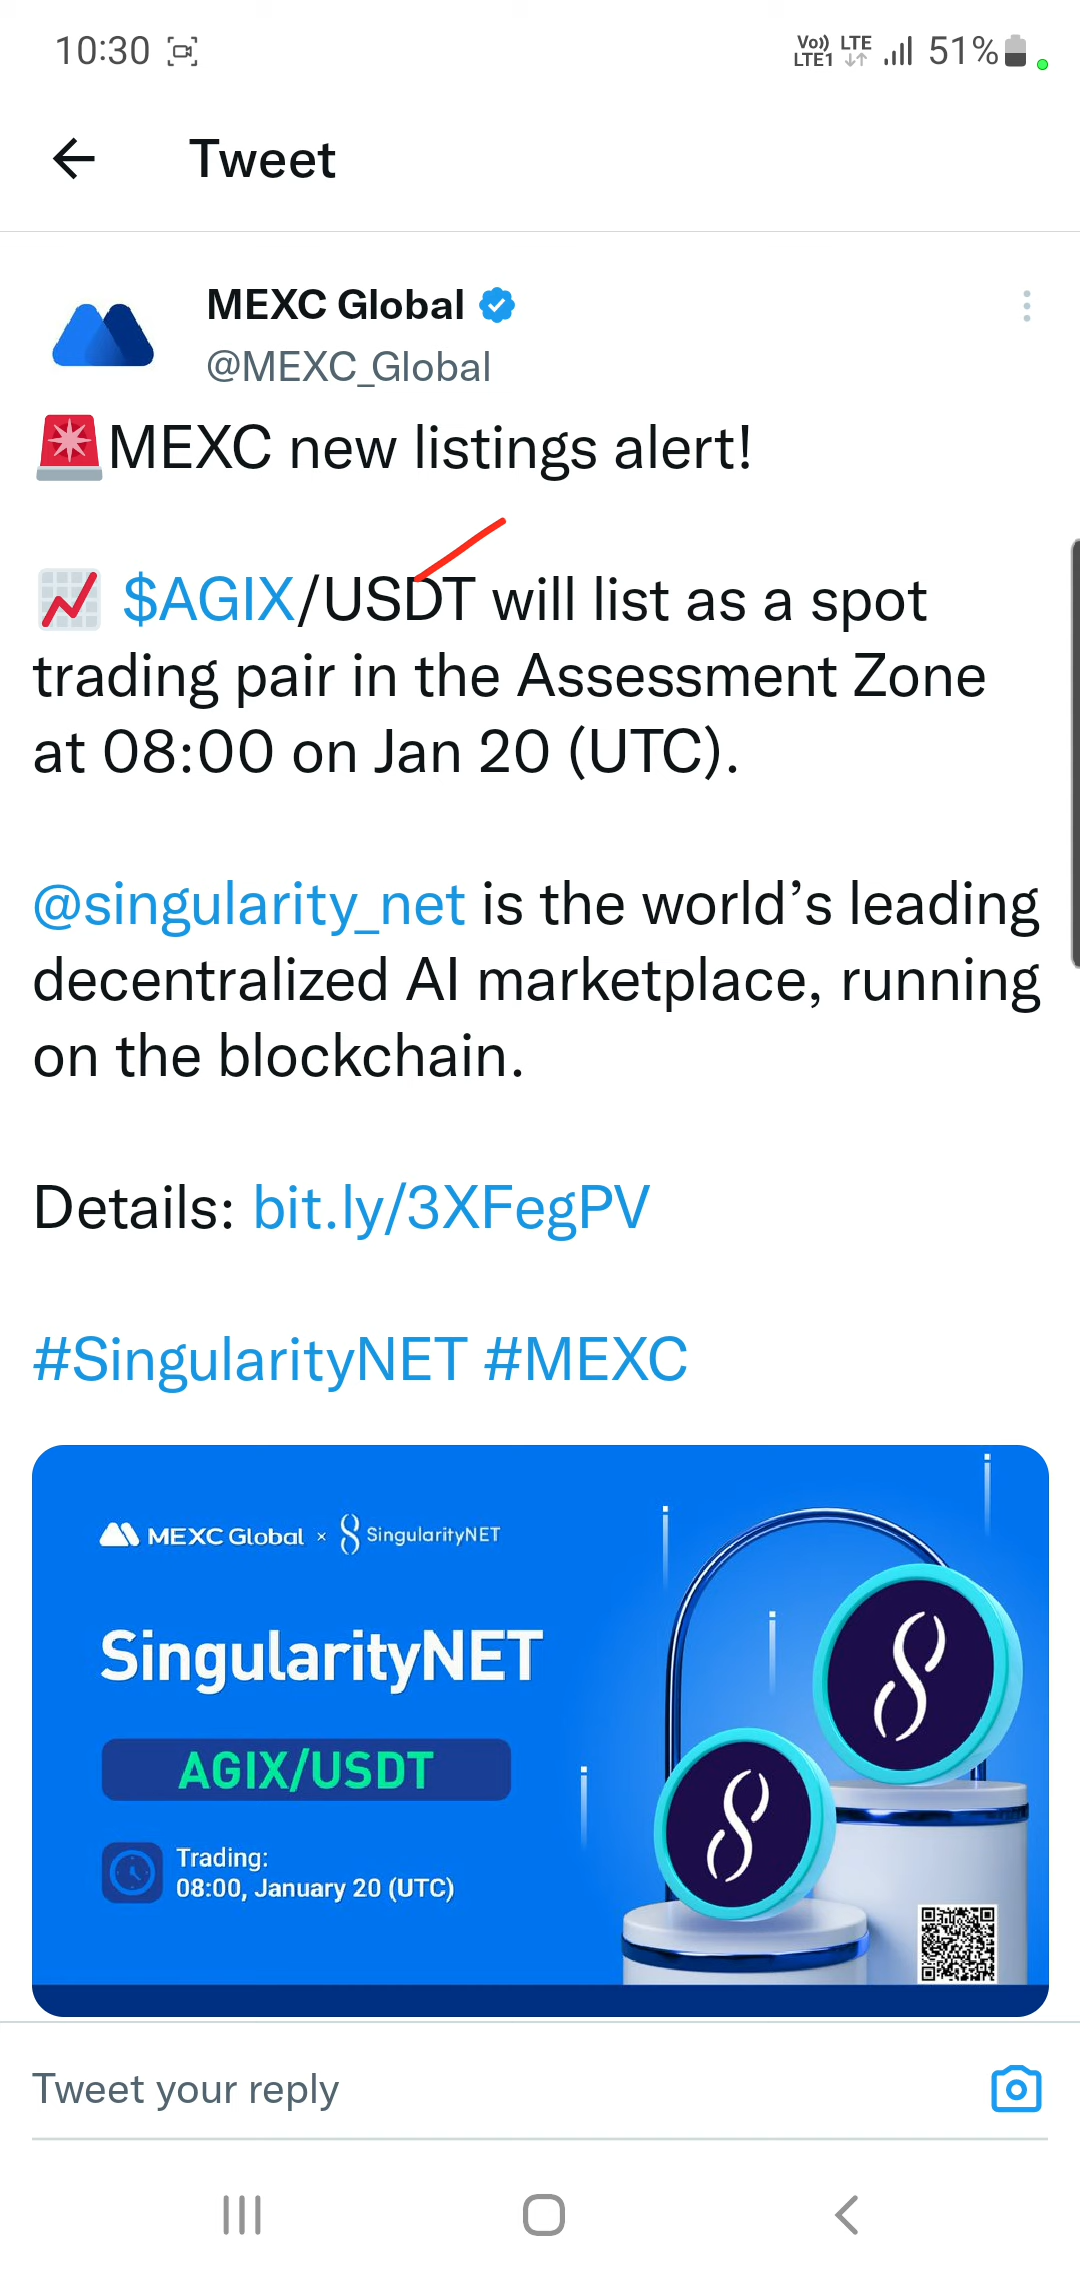 10:30
Vo)) LTE
LTE1
51%
Tweet
MEXC Global
@MEXC_Global
🚨MEXC new listings alert!
📈 $AGIX/USDT will list as a spot
trading pair in the Assessment Zone
at 08:00 on Jan 20 (UTC).
@singularity_net is the world’s leading
decentralized AI marketplace, running
on the blockchain.
Details: bit.ly/3XFegPV
#SingularityNET #MEXC
MEXC Global × SingularityNET
SingularityNET
AGIX/USDT
Trading:
08:00, January 20 (UTC)
Tweet your reply